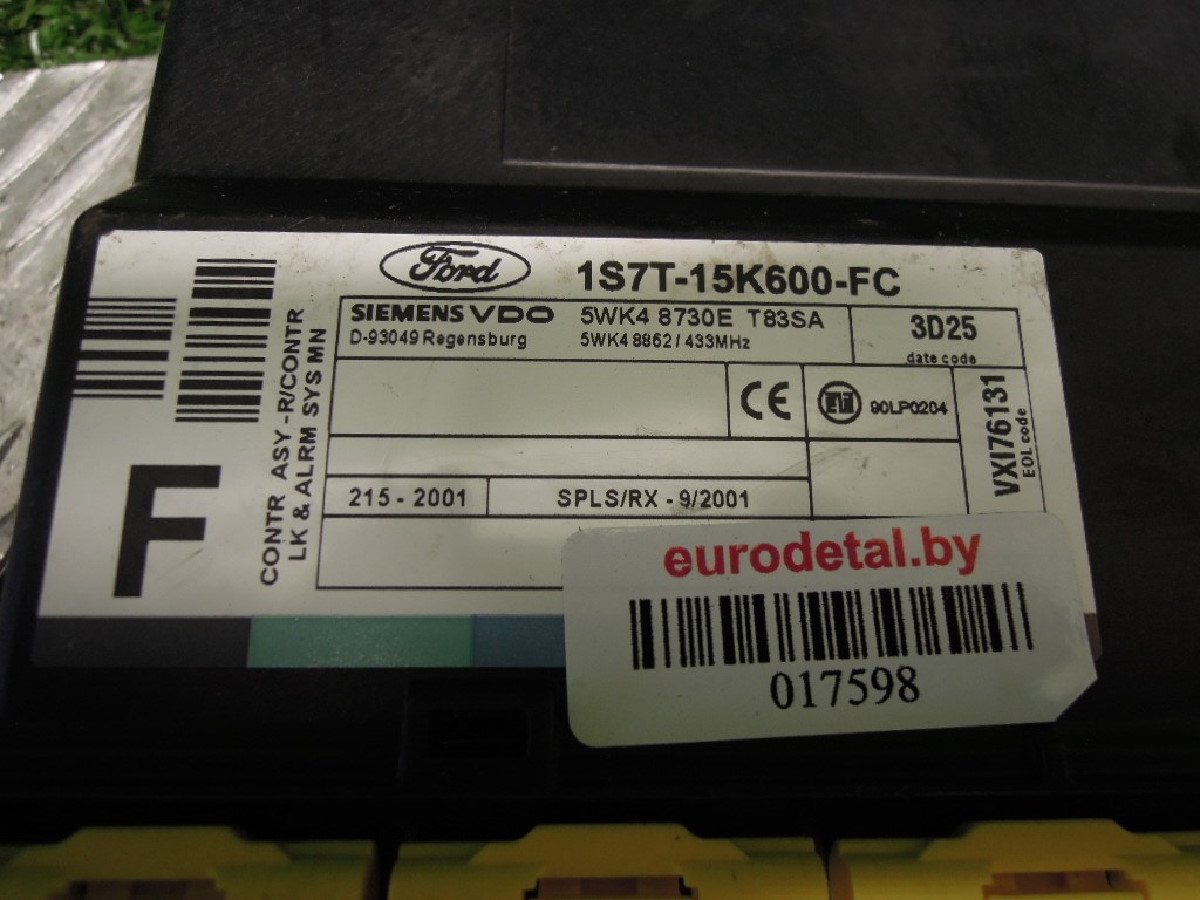 Ford
1S7T-15K600-FC
SIEMENS VDO 5WK4 8730E T83SA
D-93049 Regensburg 5WK4 8862 / 433MHz
3D25
date code
CE
90LP0204
VXI76131
EOL code
215 - 2001
SPLS/RX - 9/2001
CONTR ASY -R/CONTR
LK & ALRM SYS MN
F
eurodetal.by
017598